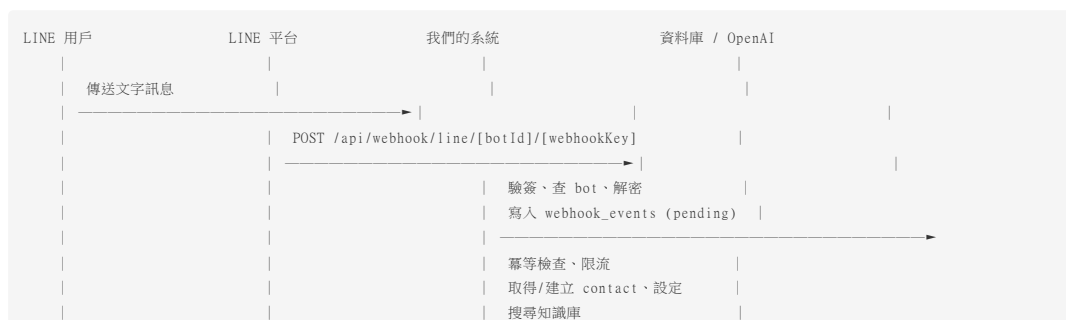 LINE 用戶 LINE 平台 我們的系統 資料庫 / OpenAI
傳送文字訊息
POST /api/webhook/line/[botId]/[webhookKey]
驗簽、查 bot、解密
寫入 webhook_events (pending)
冪等檢查、限流
取得/建立 contact、設定
搜尋知識庫